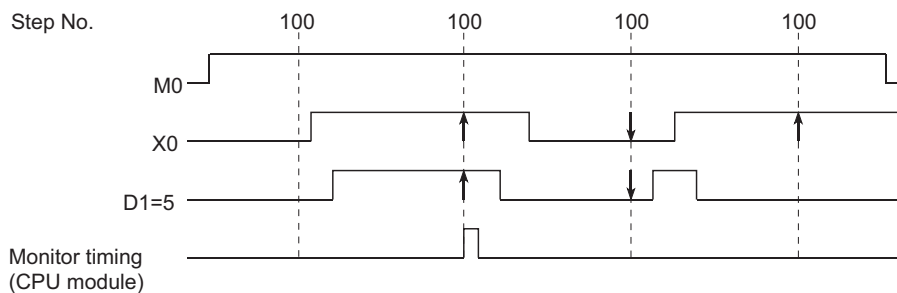 Step No. 100 100 100 100
M0
X0
D1=5
Monitor timing
(CPU module)